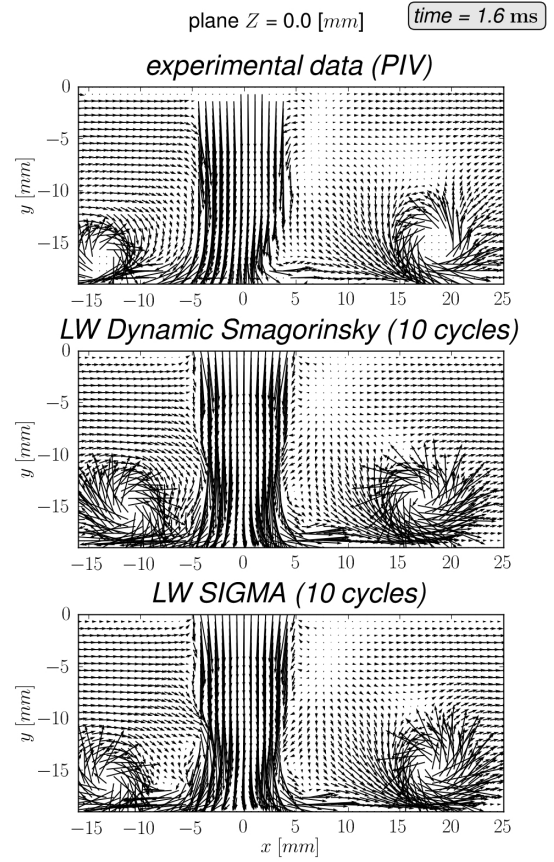 plane Z = 0.0 [mm]
time = 1.6 ms
experimental data (PIV)
0
−5
−10
−15
y [mm]
−15 −10 −5 0 5 10 15 20 25
LW Dynamic Smagorinsky (10 cycles)
0
−5
−10
−15
y [mm]
−15 −10 −5 0 5 10 15 20 25
LW SIGMA (10 cycles)
0
−5
−10
−15
y [mm]
−15 −10 −5 0 5 10 15 20 25
x [mm]